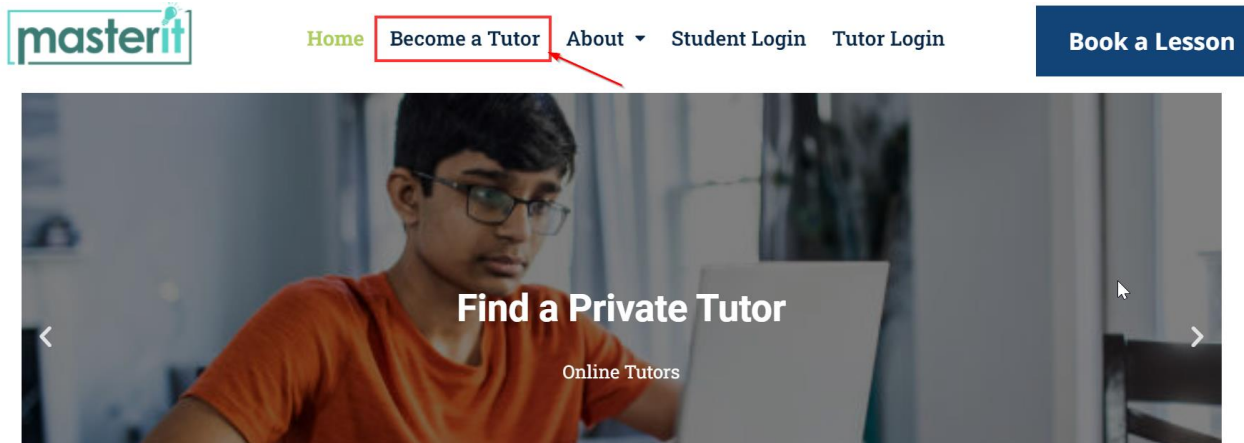 masterit
Home Become a Tutor About Student Login Tutor Login Book a Lesson
Find a Private Tutor
Online Tutors